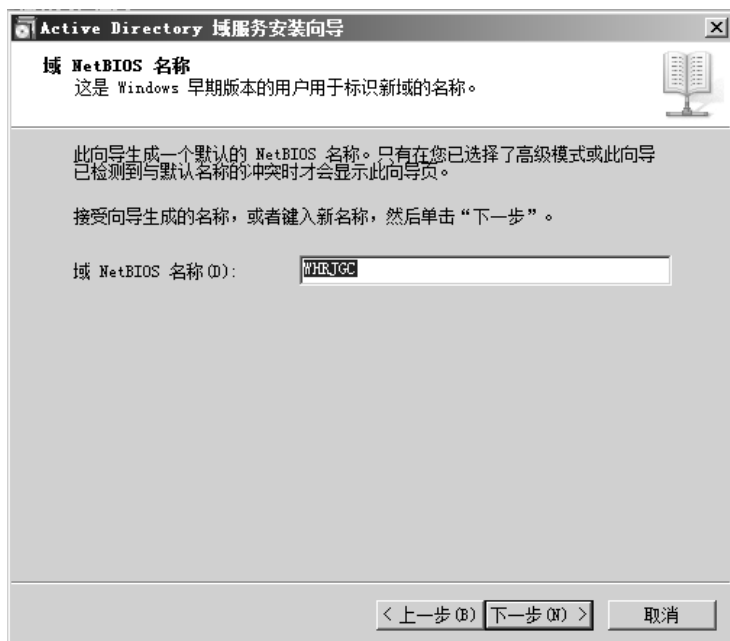 Active Directory 域服务安装向导
域 NetBIOS 名称
这是 Windows 早期版本的用户用于标识新域的名称。
此向导生成一个默认的 NetBIOS 名称。只有在您已选择了高级模式或此向导
已检测到与默认名称的冲突时才会显示此向导页。
接受向导生成的名称，或者键入新名称，然后单击“下一步”。
域 NetBIOS 名称(D): WHRJGC
< 上一步(B) 下一步(N) > 取消